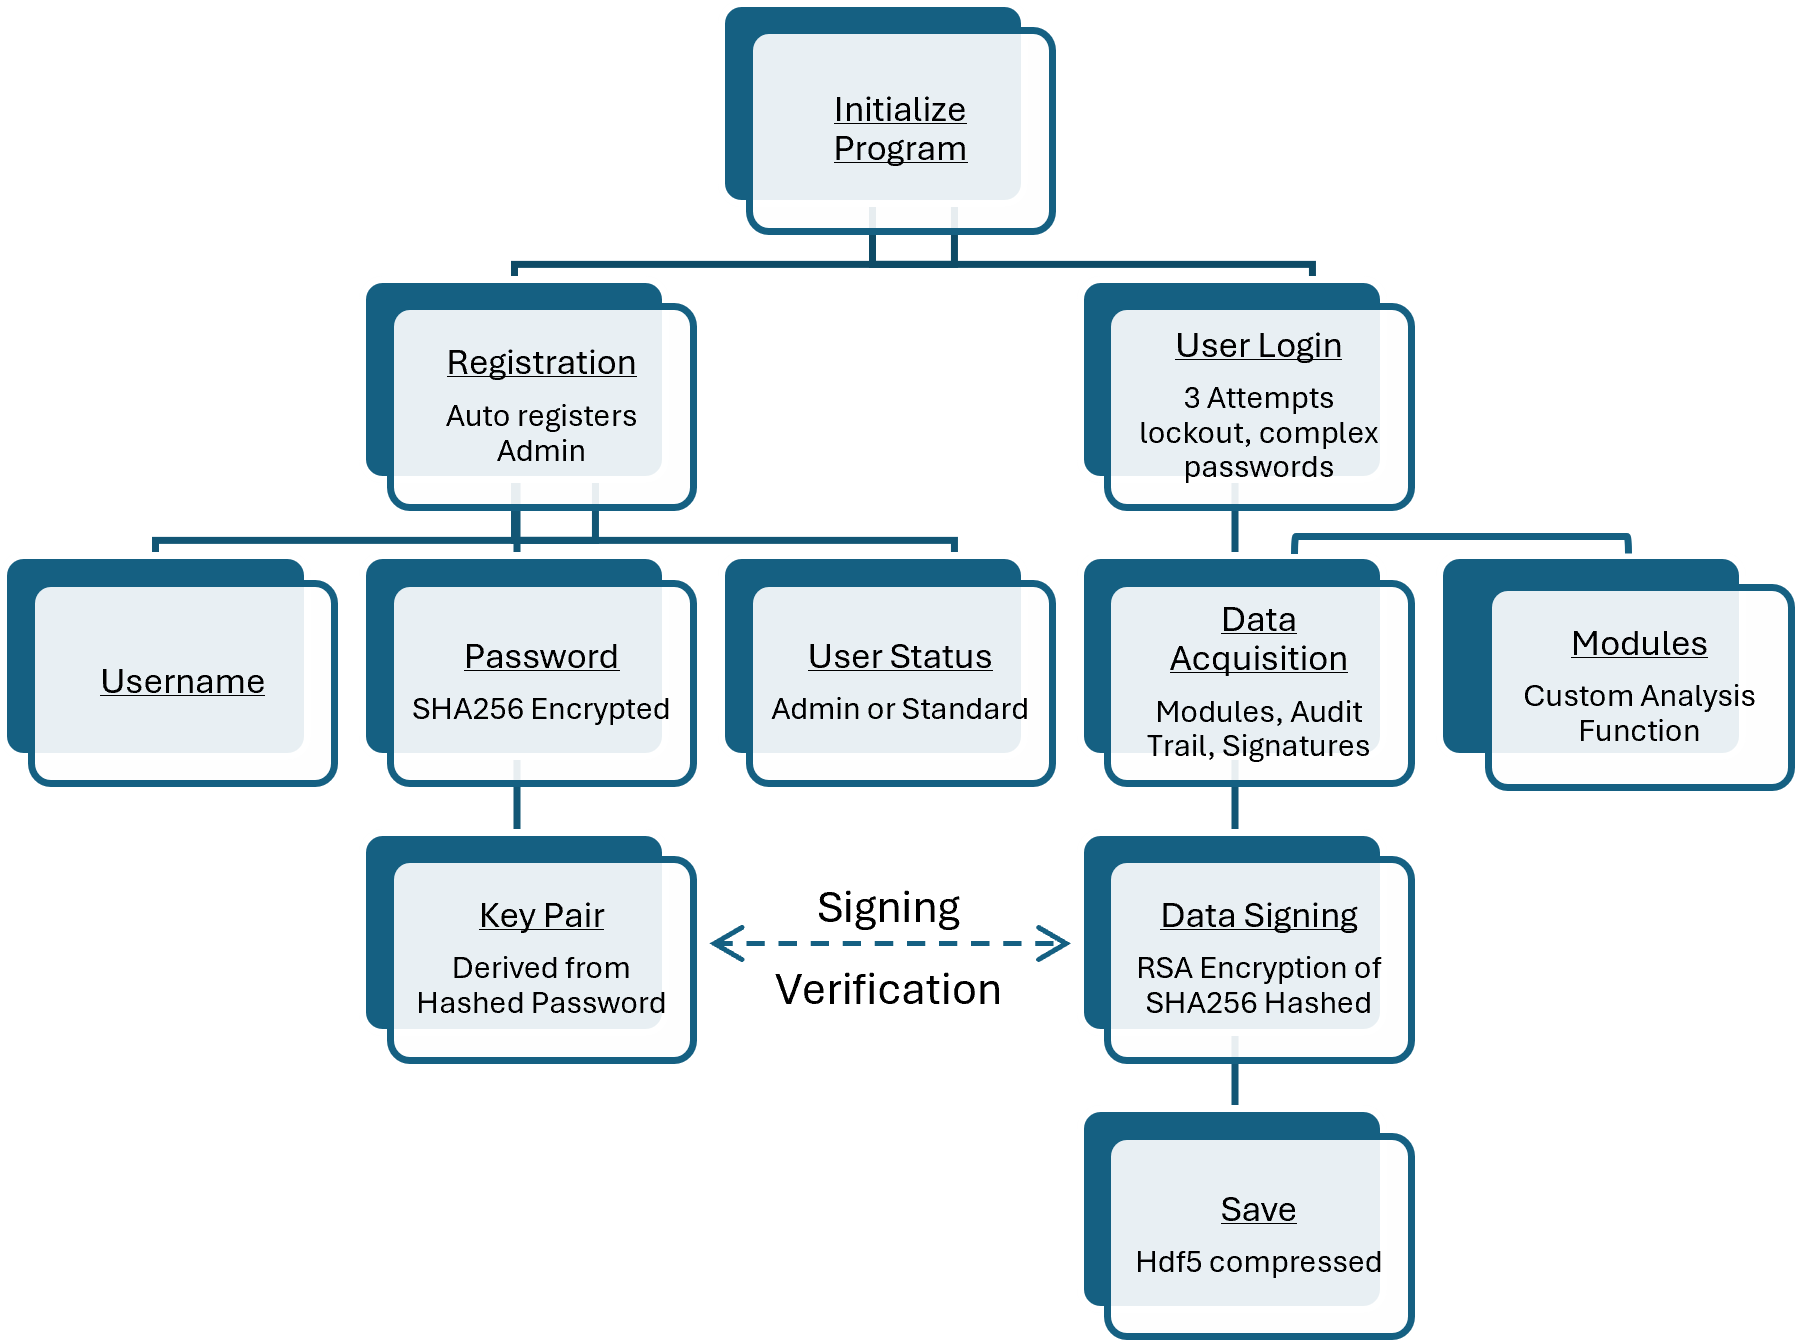 Initialize
Program
Registration
Auto registers
Admin
User Login
3 Attempts
lockout, complex
passwords
Username
Password
SHA256 Encrypted
User Status
Admin or Standard
Data
Acquisition
Modules, Audit
Trail, Signatures
Modules
Custom Analysis
Function
Key Pair
Derived from
Hashed Password
Signing
Verification
Data Signing
RSA Encryption of
SHA256 Hashed
Save
Hdf5 compressed